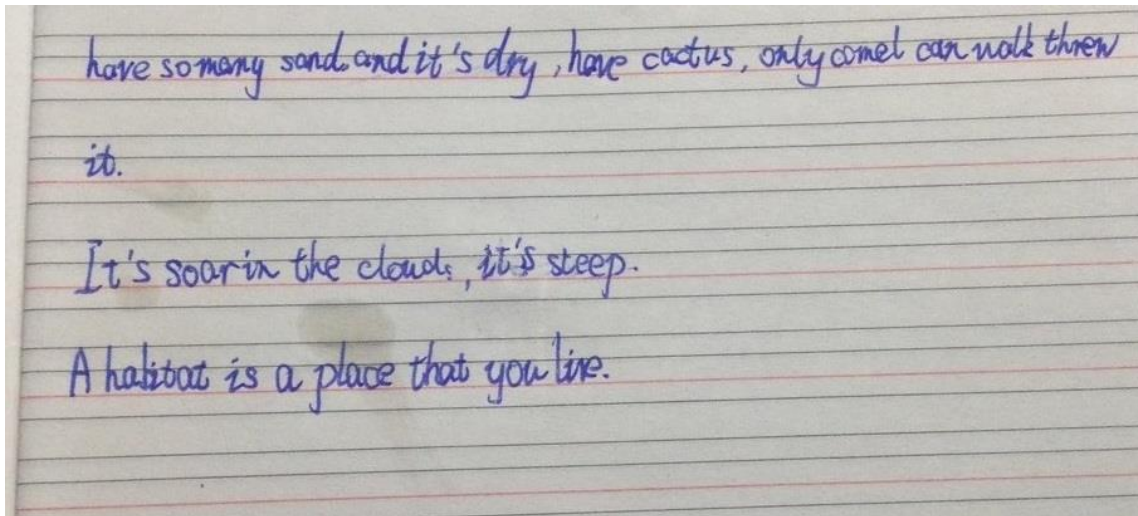 have so many sand. and it's dry, have cactus, only camel can walk threw
it.
It's soar in the clouds, it's steep.
A habitat is a place that you live.